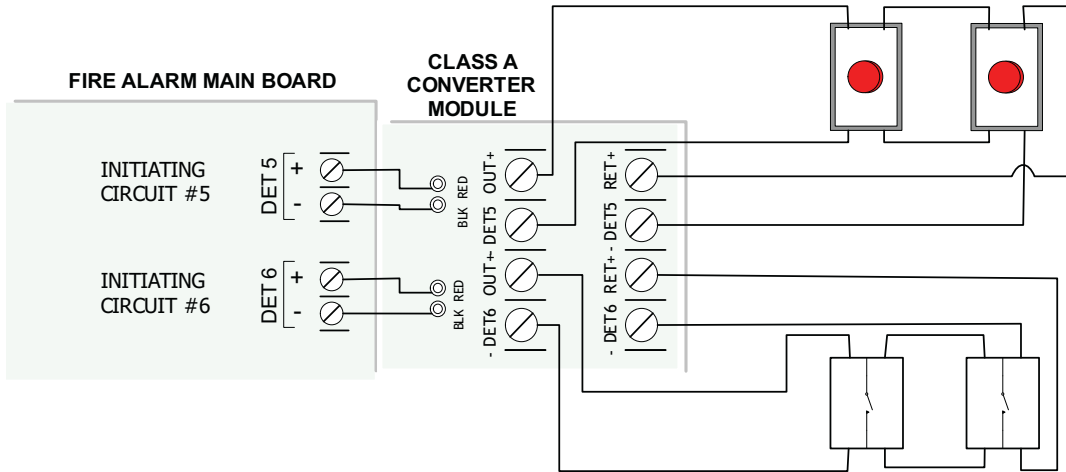 FIRE ALARM MAIN BOARD
CLASS A
CONVERTER
MODULE
INITIATING
CIRCUIT #5
DET 5
+
-
RED
BLK
OUT+
- DET5
RET+
- DET5
INITIATING
CIRCUIT #6
DET 6
+
-
RED
BLK
OUT+
- DET6
RET+
- DET6